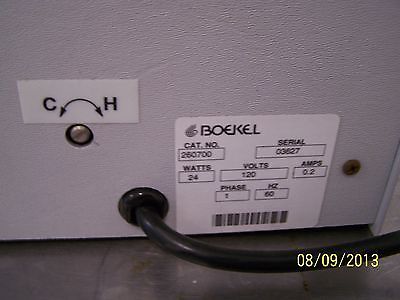 C H
BOEKEL
CAT. NO. SERIAL
260700 03627
WATTS VOLTS AMPS
24 120 0.2
PHASE HZ
1 60
08/09/2013